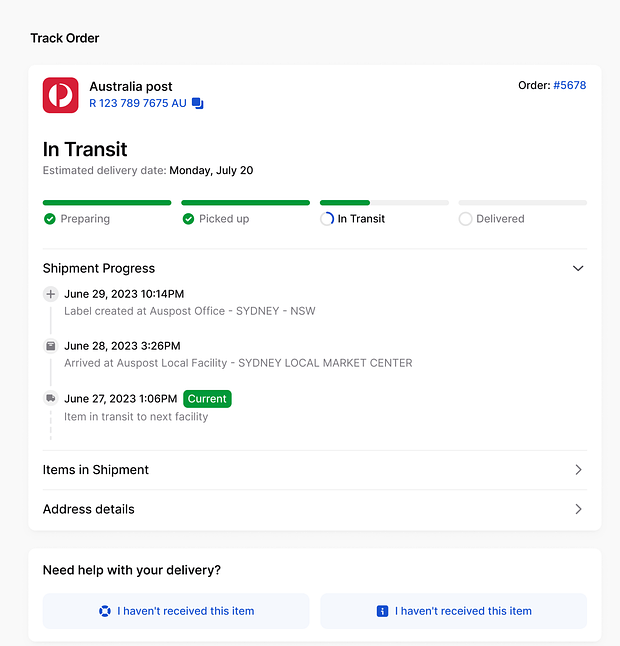 Track Order
Australia post
R 123 789 7675 AU
Order: #5678
In Transit
Estimated delivery date: Monday, July 20
Preparing
Picked up
In Transit
Delivered
Shipment Progress
June 29, 2023 10:14PM
Label created at Auspost Office - SYDNEY - NSW
June 28, 2023 3:26PM
Arrived at Auspost Local Facility - SYDNEY LOCAL MARKET CENTER
June 27, 2023 1:06PM Current
Item in transit to next facility
Items in Shipment
Address details
Need help with your delivery?
I haven't received this item
I haven't received this item